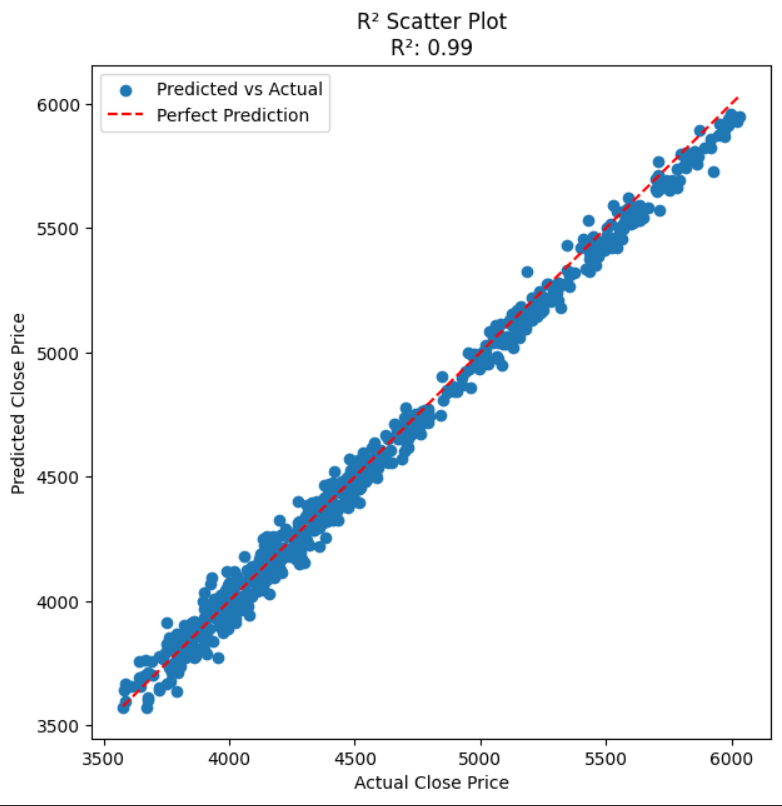 R² Scatter Plot
R²: 0.99
Predicted vs Actual
Perfect Prediction
6000
5500
5000
4500
4000
3500
Predicted Close Price
3500 4000 4500 5000 5500 6000
Actual Close Price